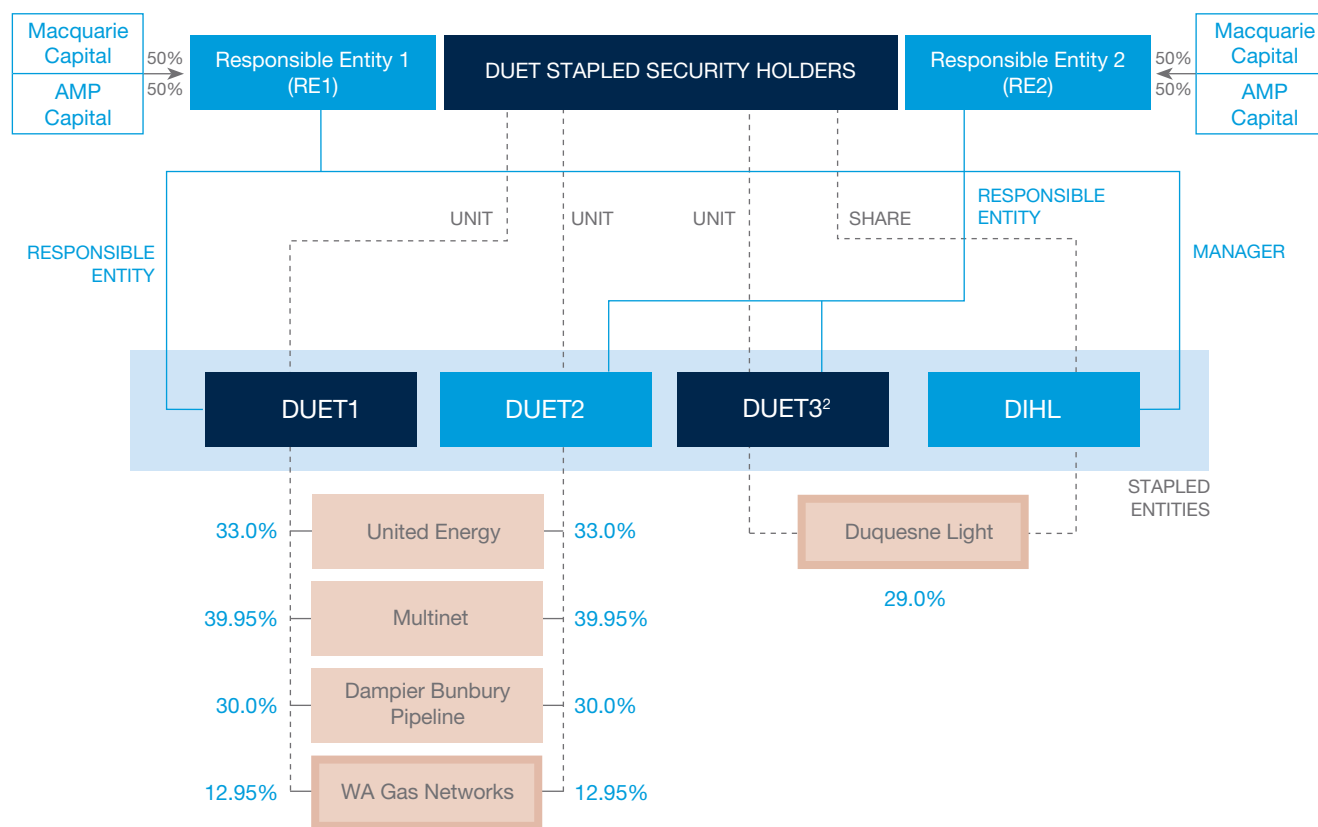 Macquarie
Capital
AMP
Capital
50%
50%
Responsible Entity 1
(RE1)
DUET STAPLED SECURITY HOLDERS
Responsible Entity 2
(RE2)
50%
50%
Macquarie
Capital
AMP
Capital
RESPONSIBLE
ENTITY
UNIT
UNIT
UNIT
SHARE
RESPONSIBLE
ENTITY
MANAGER
DUET1
DUET2
DUET3²
DIHL
STAPLED
ENTITIES
33.0%
United Energy
33.0%
Duquesne Light
29.0%
39.95%
Multinet
39.95%
30.0%
Dampier Bunbury
Pipeline
30.0%
12.95%
WA Gas Networks
12.95%